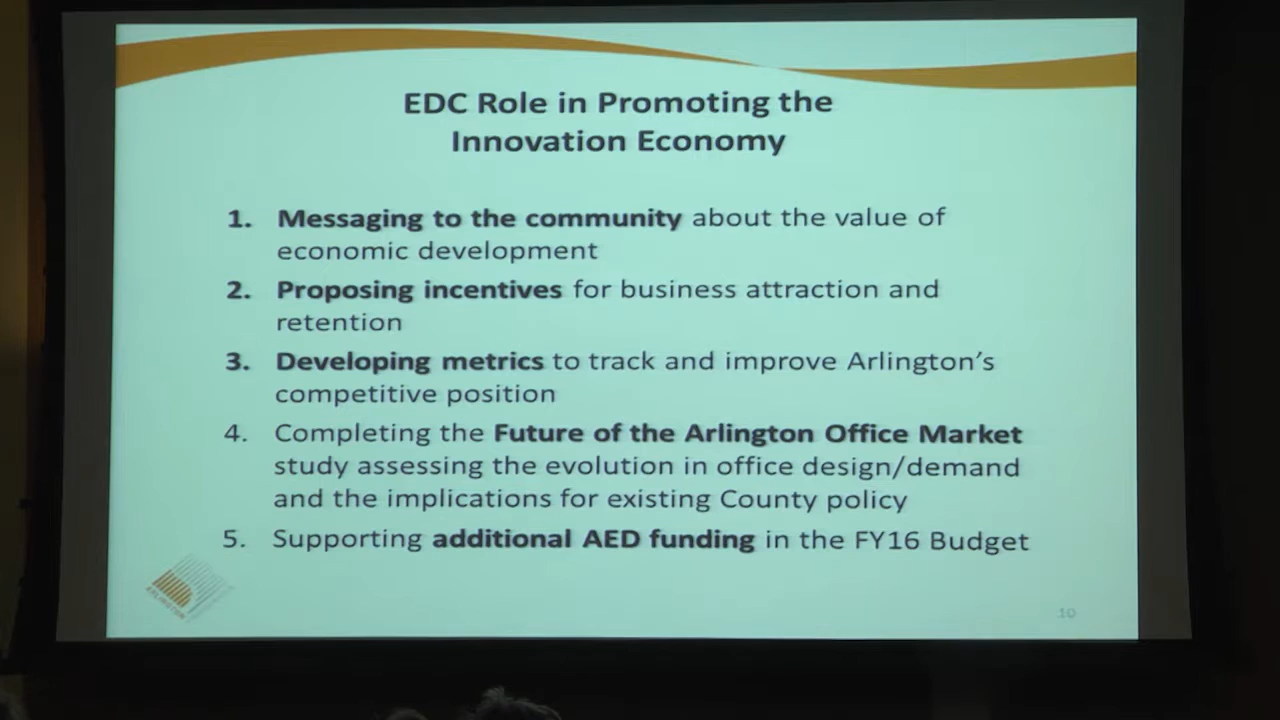 EDC Role in Promoting the
Innovation Economy
1. Messaging to the community about the value of
economic development
2. Proposing incentives for business attraction and
retention
3. Developing metrics to track and improve Arlington's
competitive position
4. Completing the Future of the Arlington Office Market
study assessing the evolution in office design/demand
and the implications for existing County policy
5. Supporting additional AED funding in the FY16 Budget
ARLINGTON
10